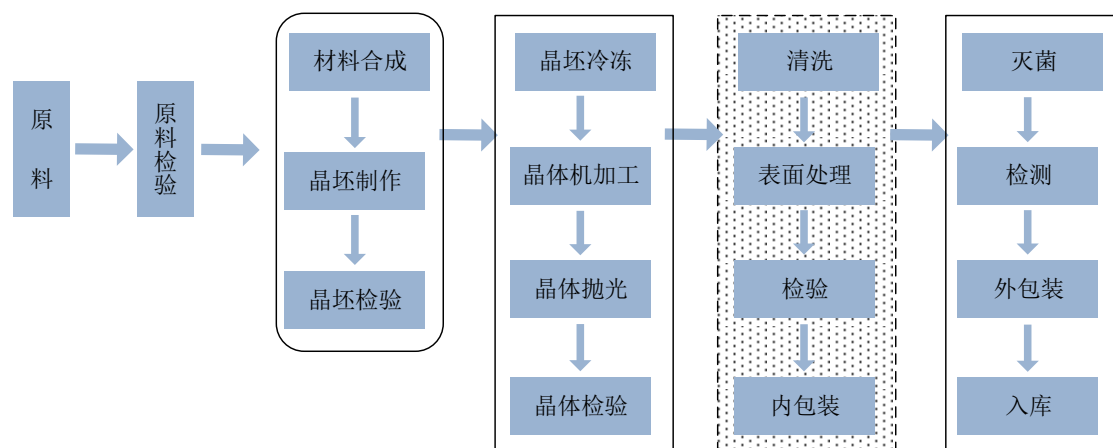 原料
原料检验
材料合成
晶坯制作
晶坯检验
晶坯冷冻
晶体机加工
晶体抛光
晶体检验
清洗
表面处理
检验
内包装
灭菌
检测
外包装
入库